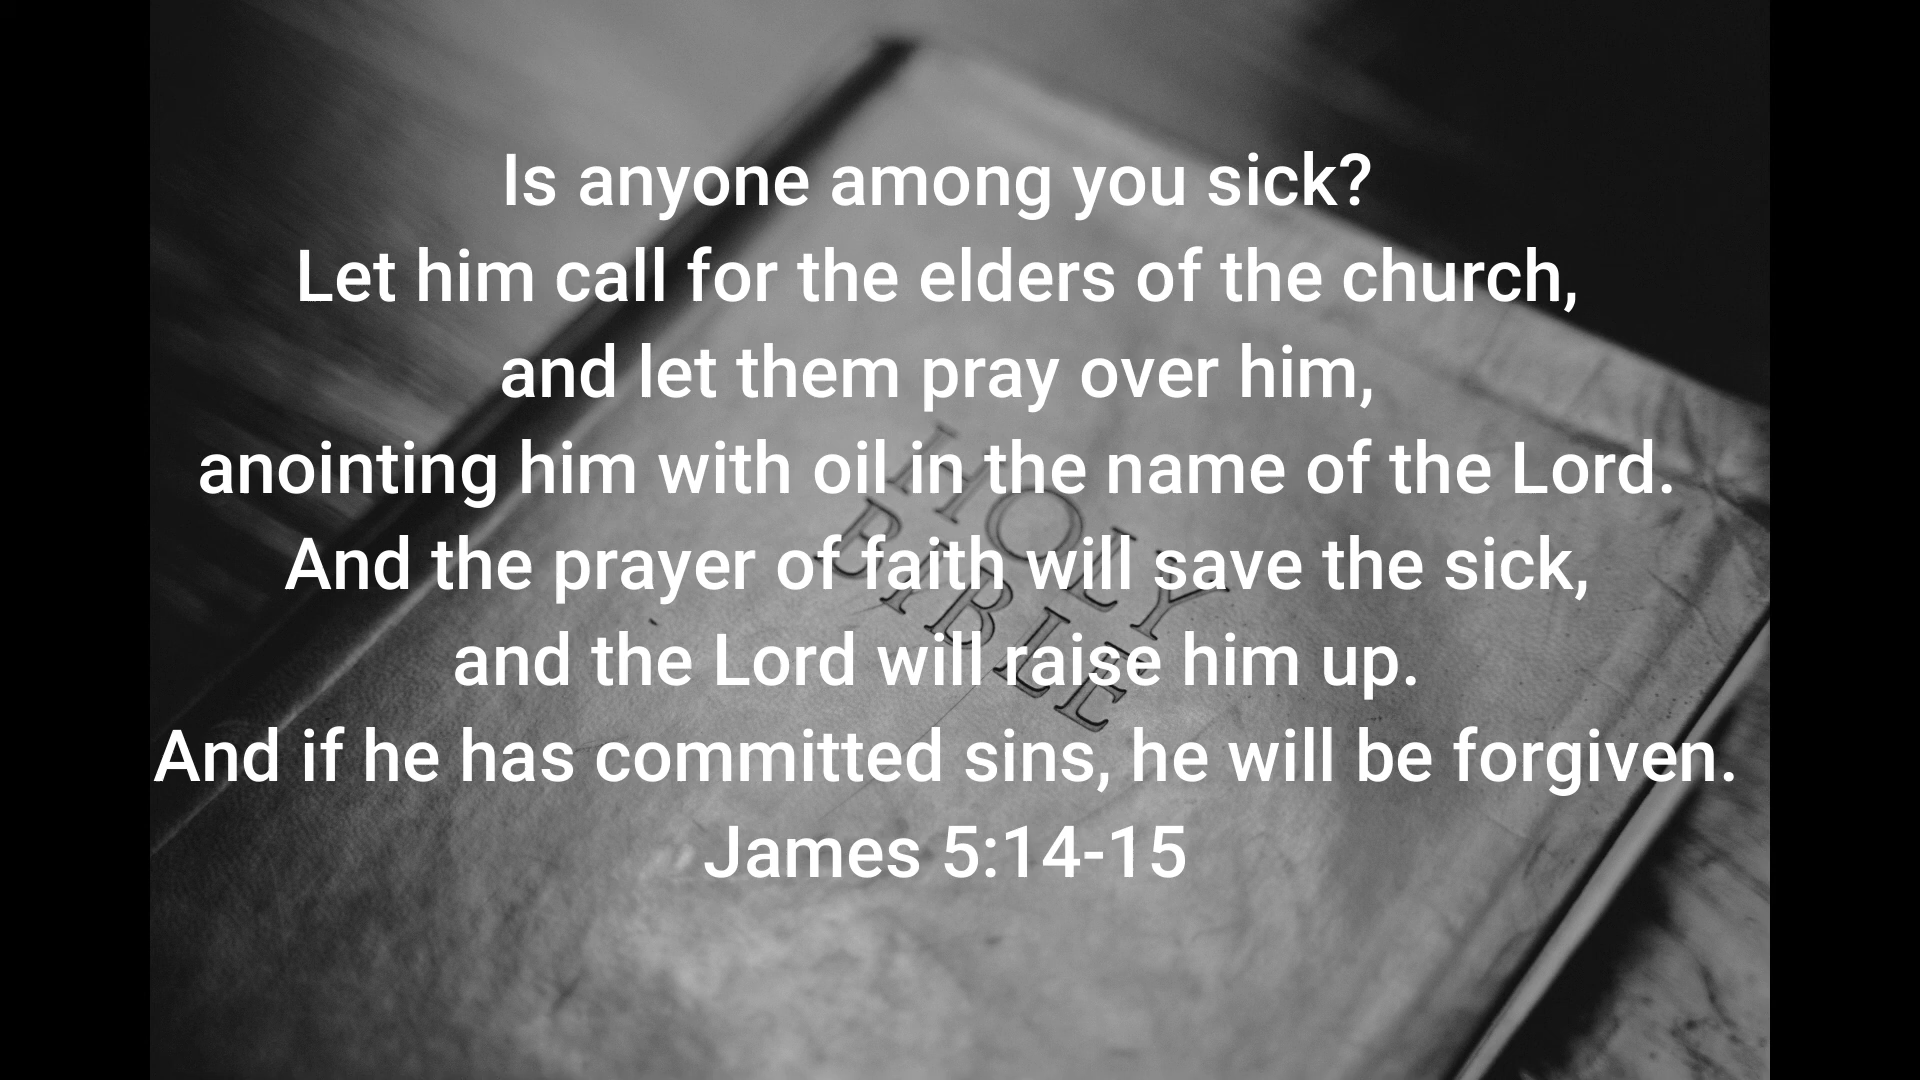 Is anyone among you sick?
Let him call for the elders of the church,
and let them pray over him,
anointing him with oil in the name of the Lord.
And the prayer of faith will save the sick,
and the Lord will raise him up.
And if he has committed sins, he will be forgiven.
James 5:14-15
HOLY
BIBLE